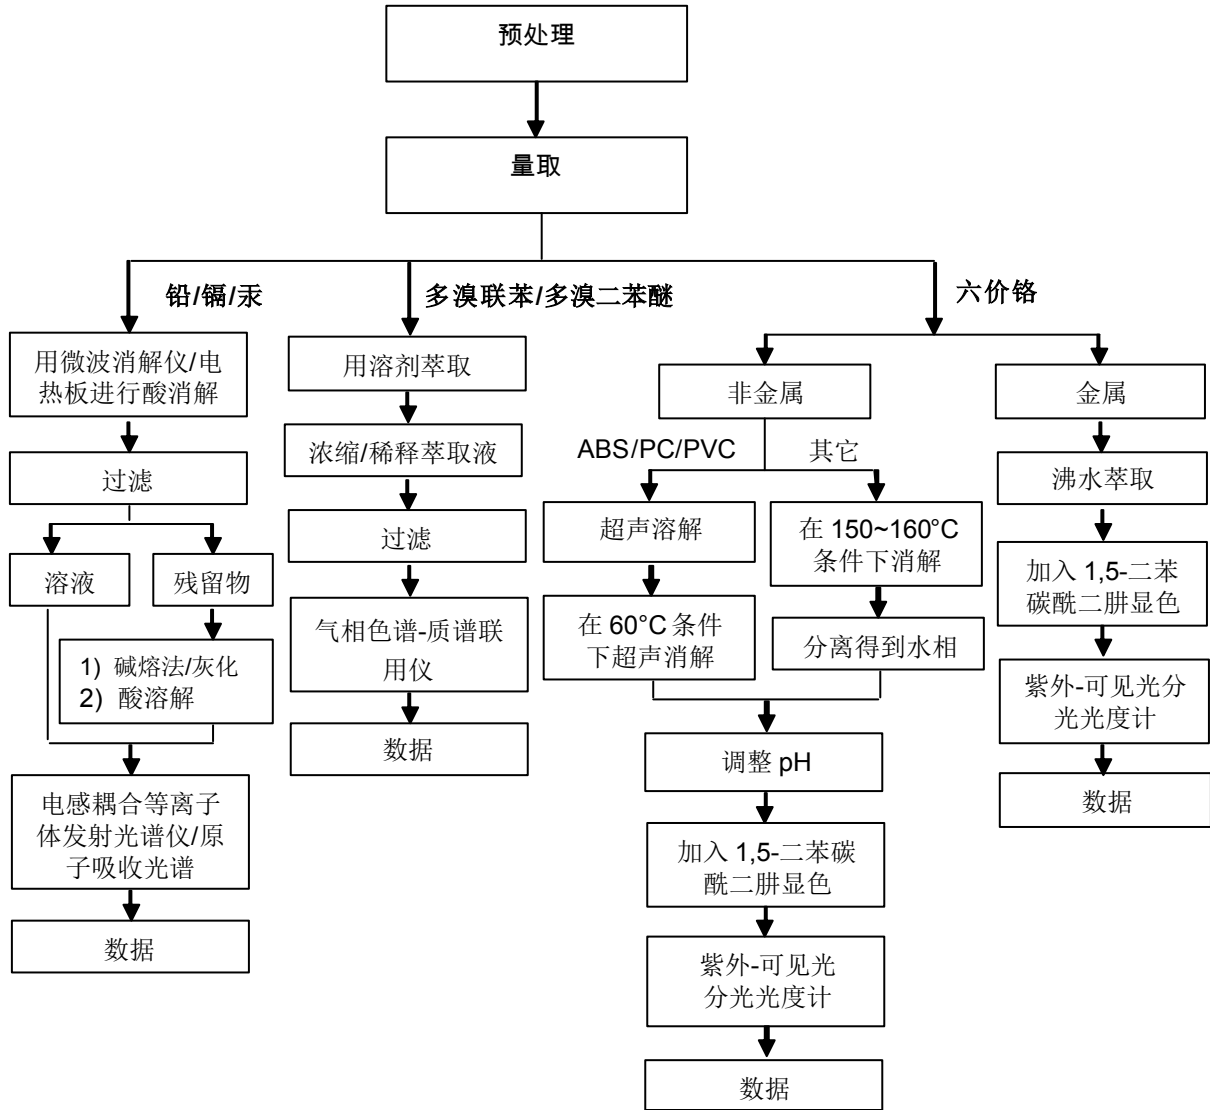 预处理
量取
铅/镉/汞
多溴联苯/多溴二苯醚
六价铬
用微波消解仪/电
热板进行酸消解
过滤
溶液
残留物
1) 碱熔法/灰化
2) 酸溶解
电感耦合等离子
体发射光谱仪/原
子吸收光谱
数据
用溶剂萃取
浓缩/稀释萃取液
过滤
气相色谱-质谱联
用仪
数据
非金属
ABS/PC/PVC
其它
超声溶解
在 60°C 条件
下超声消解
在 150~160°C
条件下消解
分离得到水相
调整 pH
加入 1,5-二苯碳
酰二肼显色
紫外-可见光
分光光度计
数据
金属
沸水萃取
加入 1,5-二苯
碳酰二肼显色
紫外-可见光分
光光度计
数据